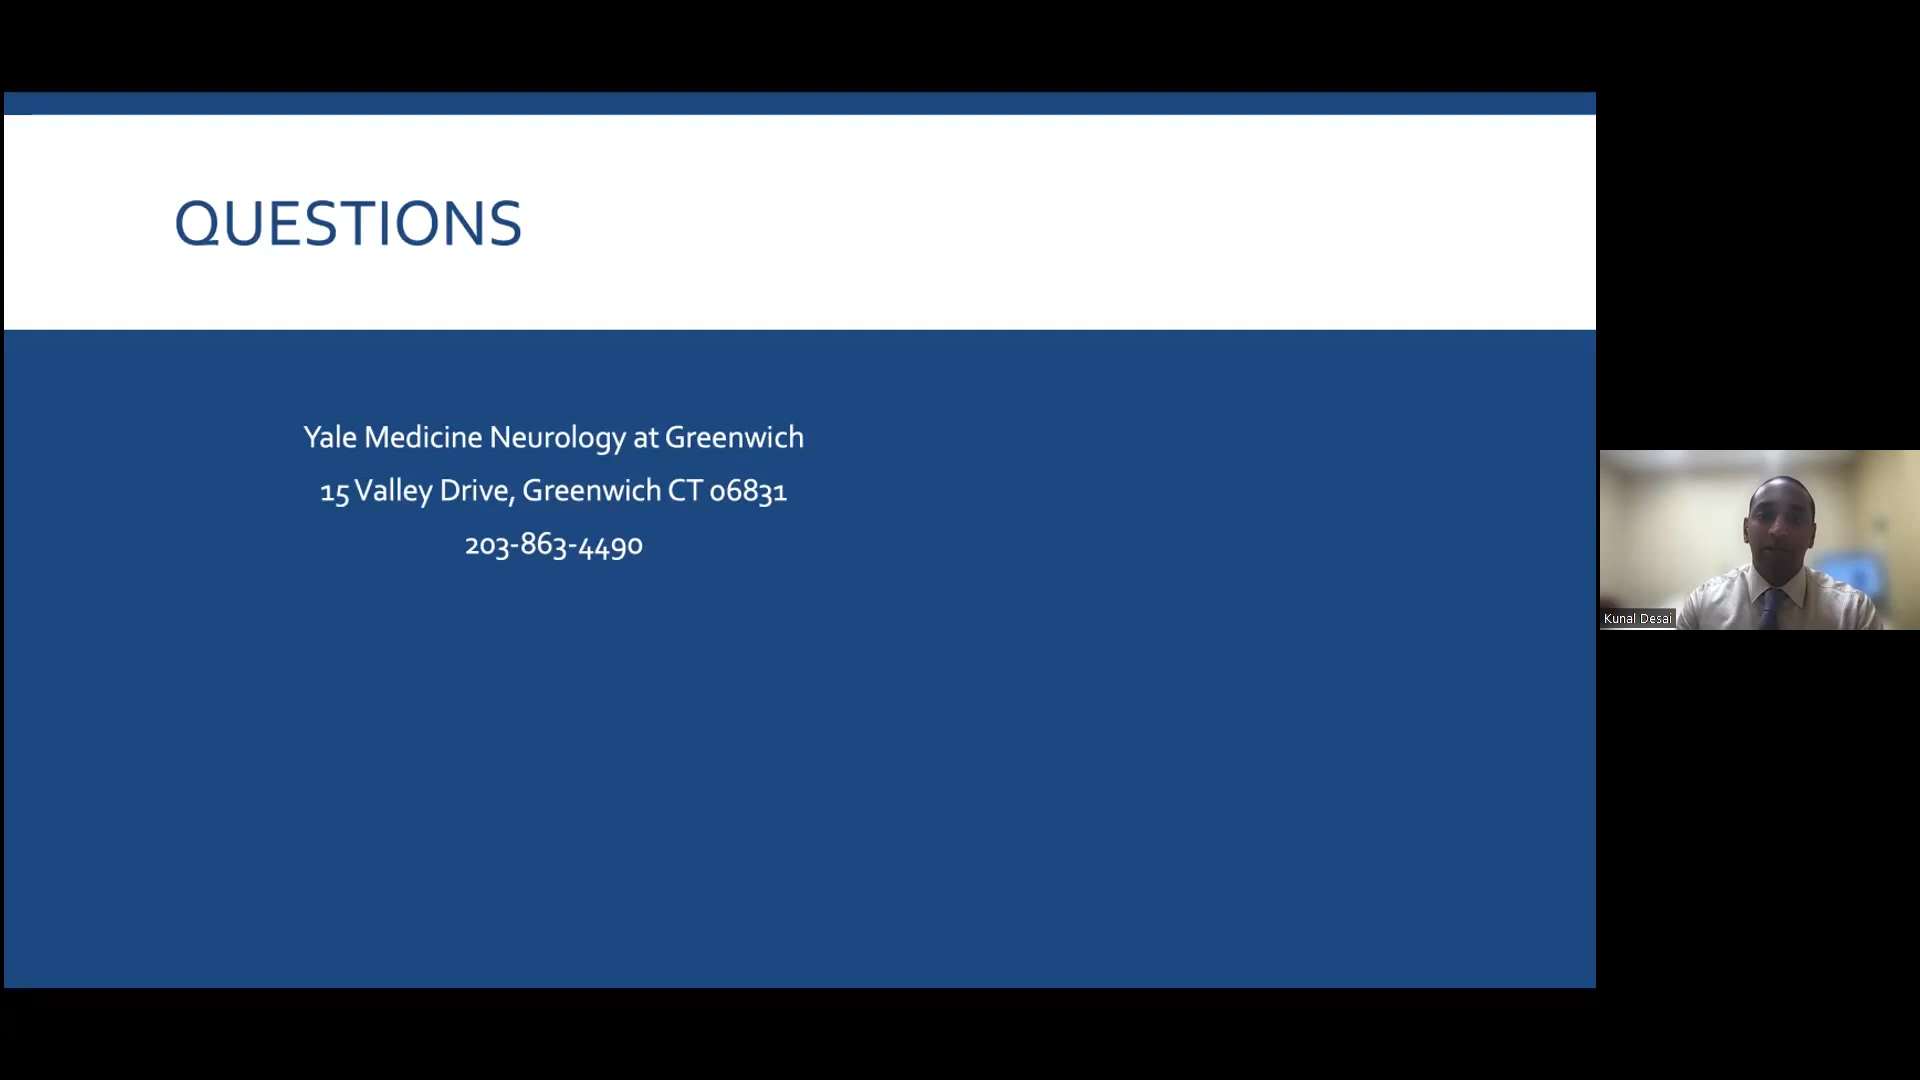 QUESTIONS
Yale Medicine Neurology at Greenwich
15 Valley Drive, Greenwich CT 06831
203-863-4490
Kunal Desai